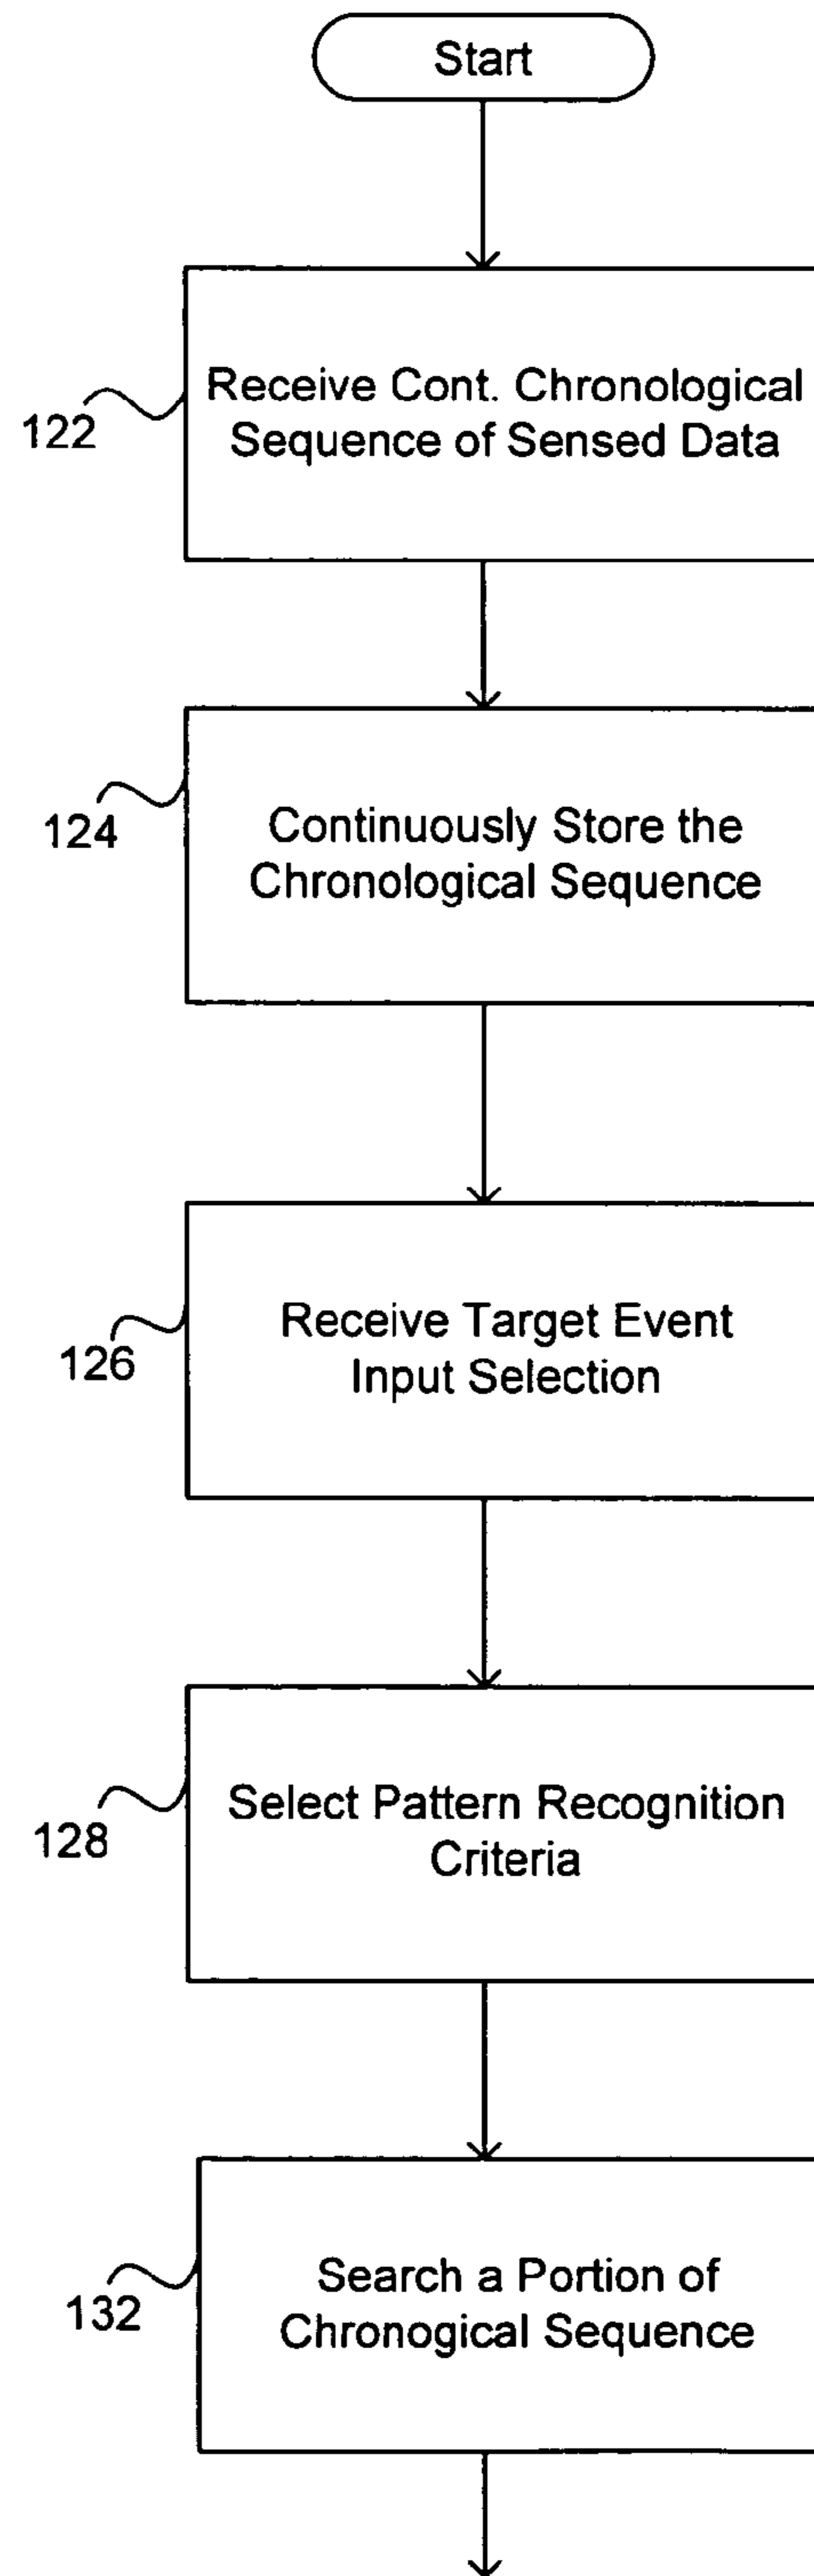 Start
Receive Cont. Chronological
Sequence of Sensed Data
122
Continuously Store the
Chronological Sequence
124
Receive Target Event
Input Selection
126
Select Pattern Recognition
Criteria
128
Search a Portion of
Chronogical Sequence
132